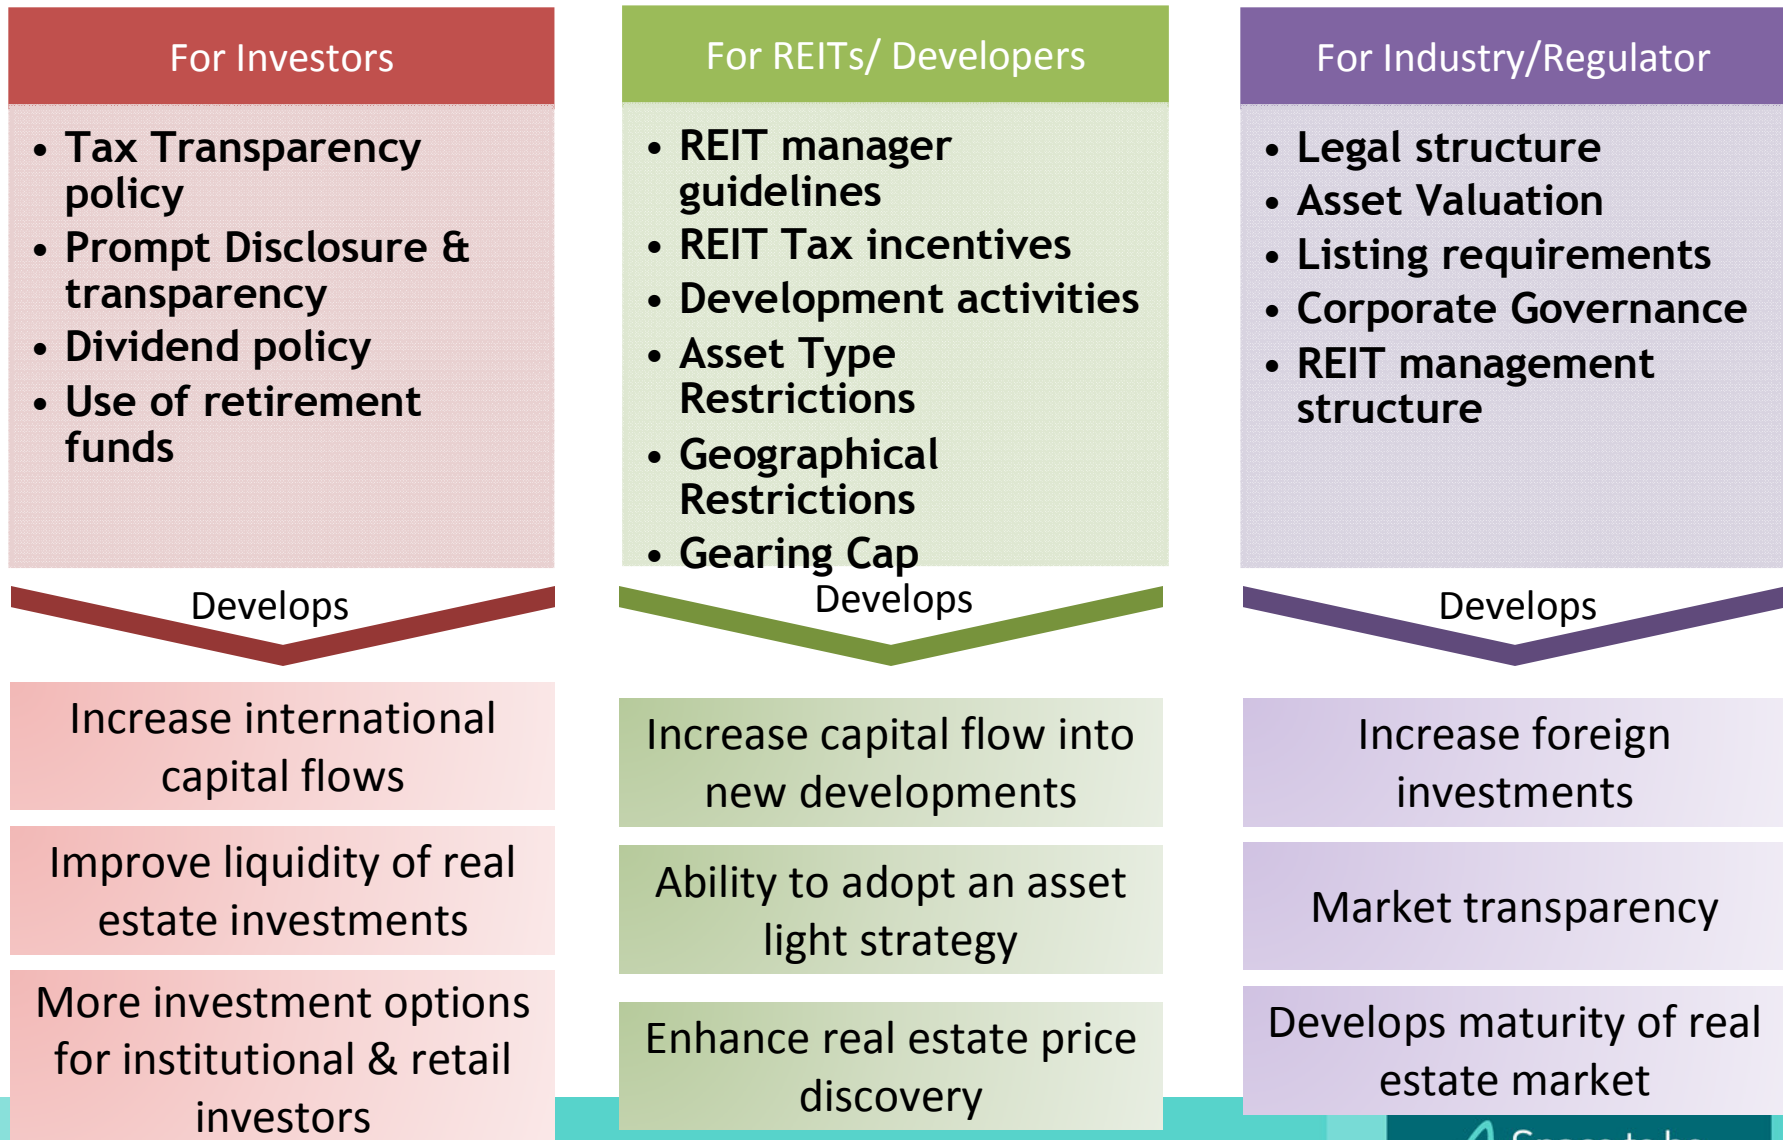 For Investors
• Tax Transparency
policy
• Prompt Disclosure &
transparency
• Dividend policy
• Use of retirement
funds
Develops
Increase international
capital flows
Improve liquidity of real
estate investments
More investment options
for institutional & retail
investors
For REITs/ Developers
• REIT manager
guidelines
• REIT Tax incentives
• Development activities
• Asset Type
Restrictions
• Geographical
Restrictions
• Gearing Cap
Develops
Increase capital flow into
new developments
Ability to adopt an asset
light strategy
Enhance real estate price
discovery
For Industry/Regulator
• Legal structure
• Asset Valuation
• Listing requirements
• Corporate Governance
• REIT management
structure
Develops
Increase foreign
investments
Market transparency
Develops maturity of real
estate market
Space to be